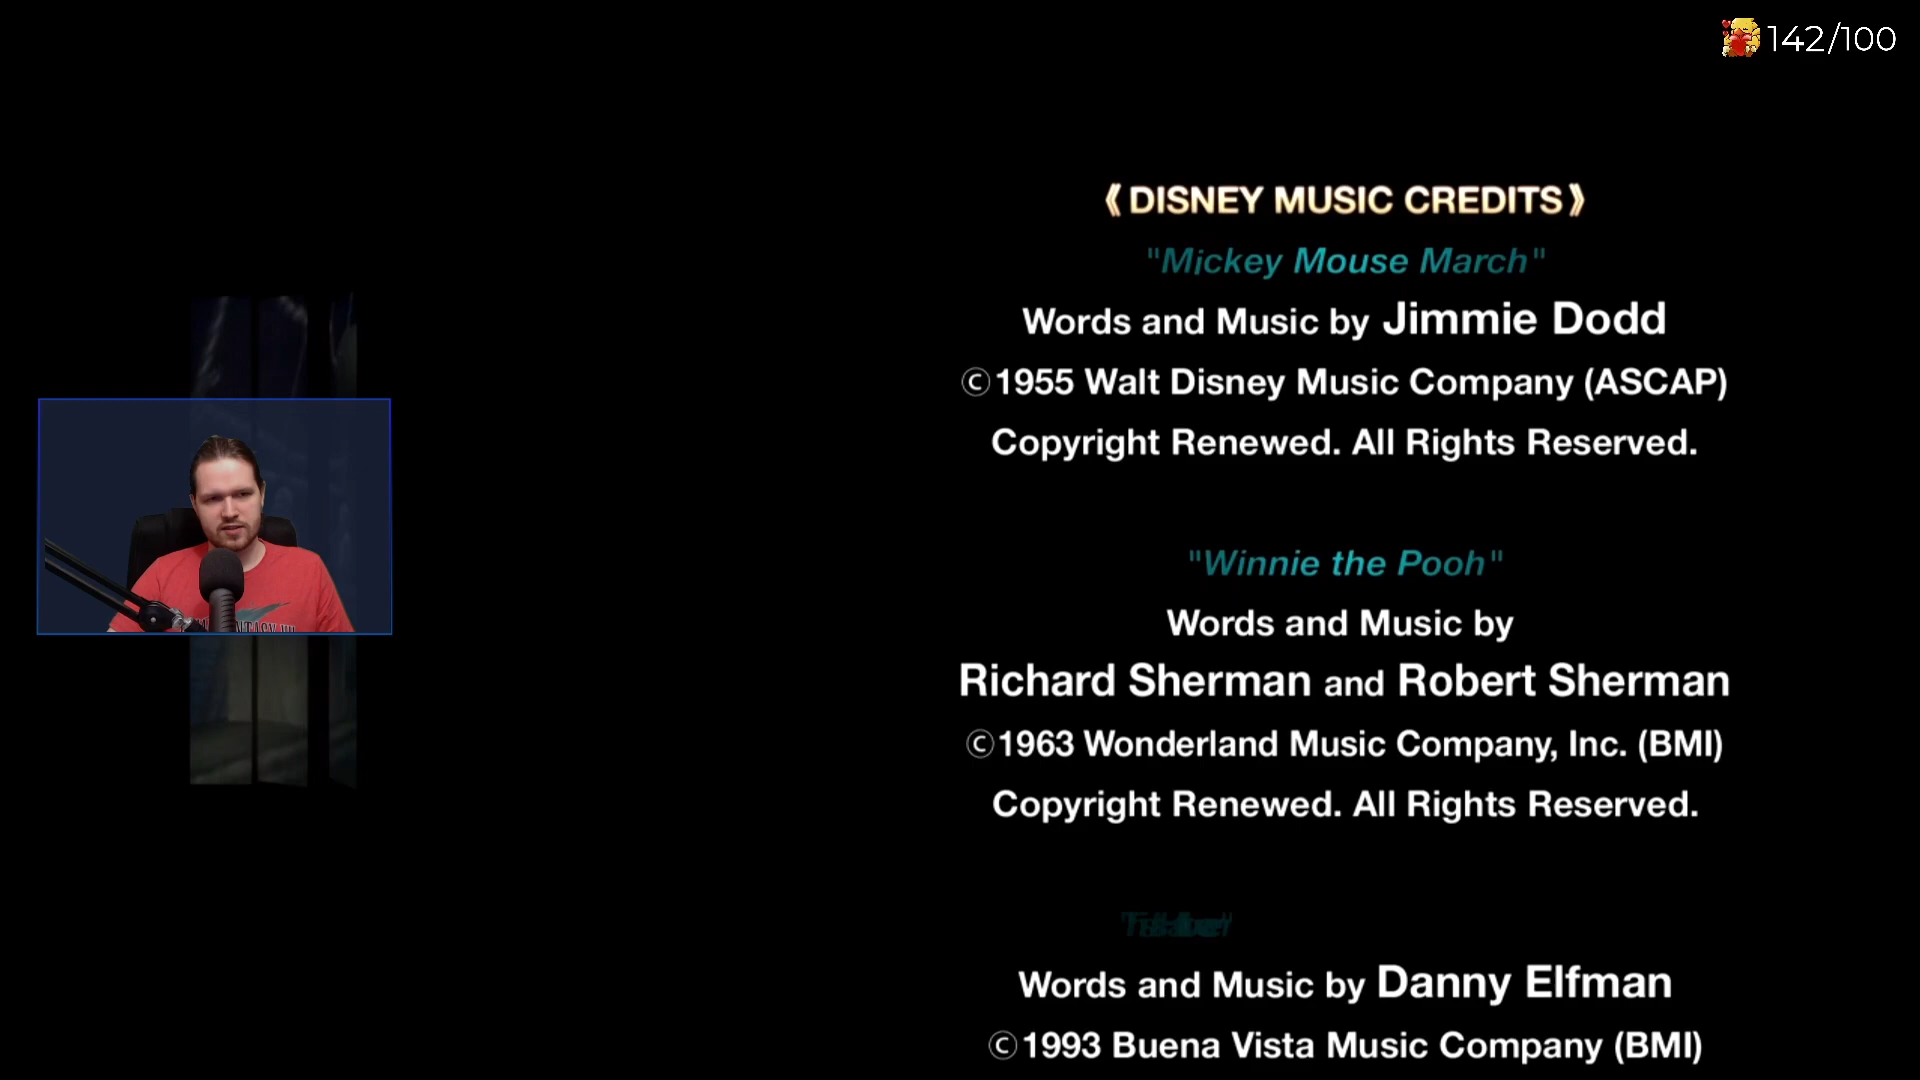 142/100
《DISNEY MUSIC CREDITS》
"Mickey Mouse March"
Words and Music by Jimmie Dodd
Ⓒ1955 Walt Disney Music Company (ASCAP)
Copyright Renewed. All Rights Reserved.
"Winnie the Pooh"
Words and Music by
Richard Sherman and Robert Sherman
Ⓒ1963 Wonderland Music Company, Inc. (BMI)
Copyright Renewed. All Rights Reserved.
Words and Music by Danny Elfman
Ⓒ1993 Buena Vista Music Company (BMI)